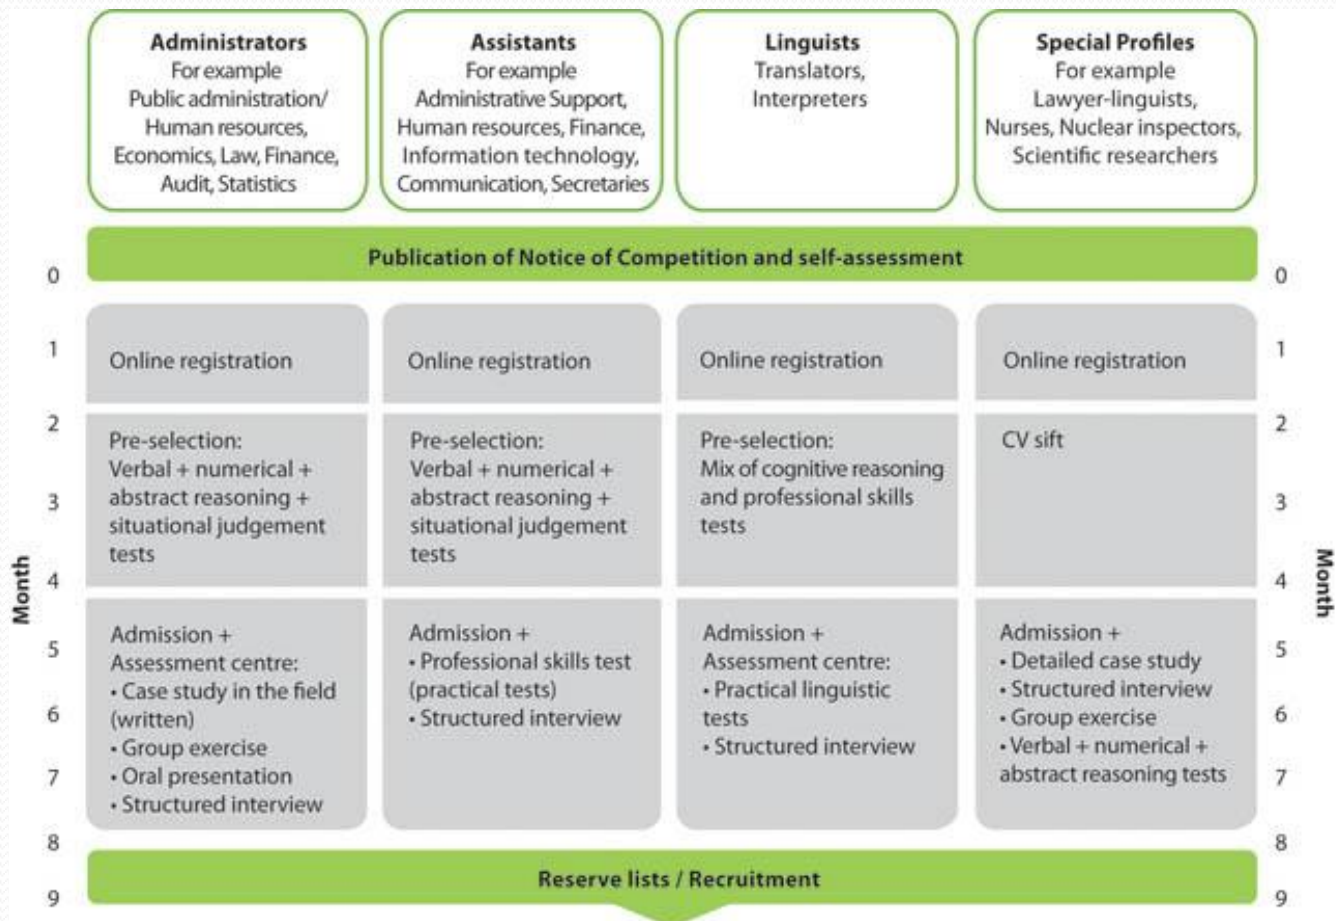 Administrators
For example
Public administration/
Human resources,
Economics, Law, Finance,
Audit, Statistics
Assistants
For example
Administrative Support,
Human resources, Finance,
Information technology,
Communication, Secretaries
Linguists
Translators,
Interpreters
Special Profiles
For example
Lawyer-linguists,
Nurses, Nuclear inspectors,
Scientific researchers
Publication of Notice of Competition and self-assessment
0
0
1
Online registration
Online registration
Online registration
Online registration
1
2
Pre-selection:
Verbal + numerical +
abstract reasoning +
situational judgement
tests
Pre-selection:
Verbal + numerical +
abstract reasoning +
situational judgement
tests
Pre-selection:
Mix of cognitive reasoning
and professional skills
tests
CV sift
2
3
3
4
4
Month
Month
Admission +
Assessment centre:
• Case study in the field
(written)
• Group exercise
• Oral presentation
• Structured interview
Admission +
• Professional skills test
(practical tests)
• Structured interview
Admission +
Assessment centre:
• Practical linguistic
tests
• Structured interview
Admission +
• Detailed case study
• Structured interview
• Group exercise
• Verbal + numerical +
abstract reasoning tests
5
5
6
6
7
7
8
8
Reserve lists / Recruitment
9
9